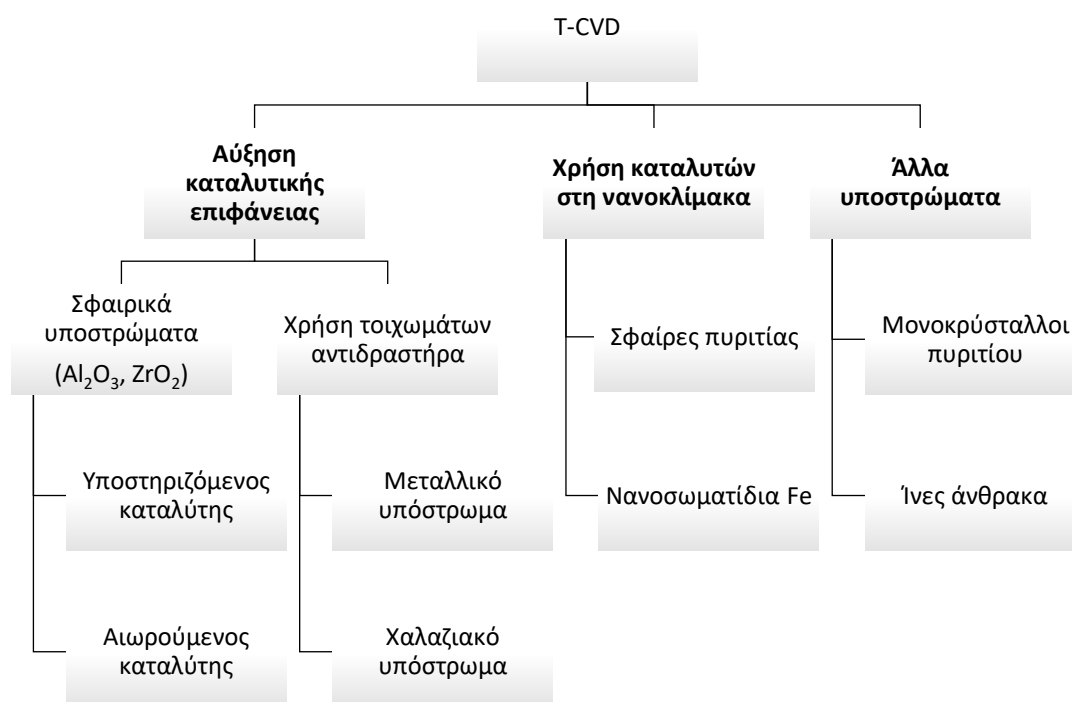 T-CVD
Αύξηση
καταλυτικής
επιφάνειας
Χρήση καταλυτών
στη νανοκλίμακα
Άλλα
υποστρώματα
Σφαιρικά
υποστρώματα
(Al₂O₃, ZrO₂)
Χρήση τοιχωμάτων
αντιδραστήρα
Σφαίρες πυριτίας
Μονοκρύσταλλοι
πυριτίου
Υποστηριζόμενος
καταλύτης
Μεταλλικό
υπόστρωμα
Νανοσωματίδια Fe
Ίνες άνθρακα
Αιωρούμενος
καταλύτης
Χαλαζιακό
υπόστρωμα